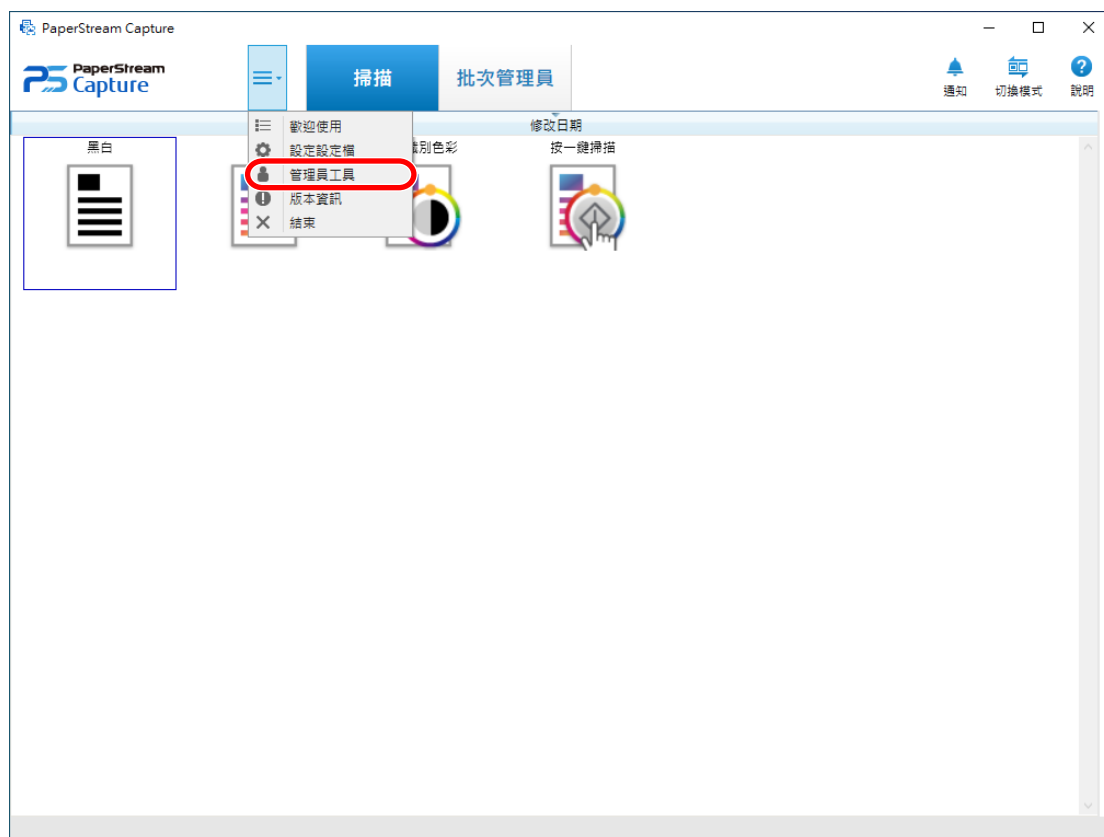 PaperStream Capture
PaperStream
Capture
掃描
批次管理員
通知
切換模式
說明
修改日期
歡迎使用
設定設定檔
管理員工具
版本資訊
結束
黑白
識別色彩
按一鍵掃描